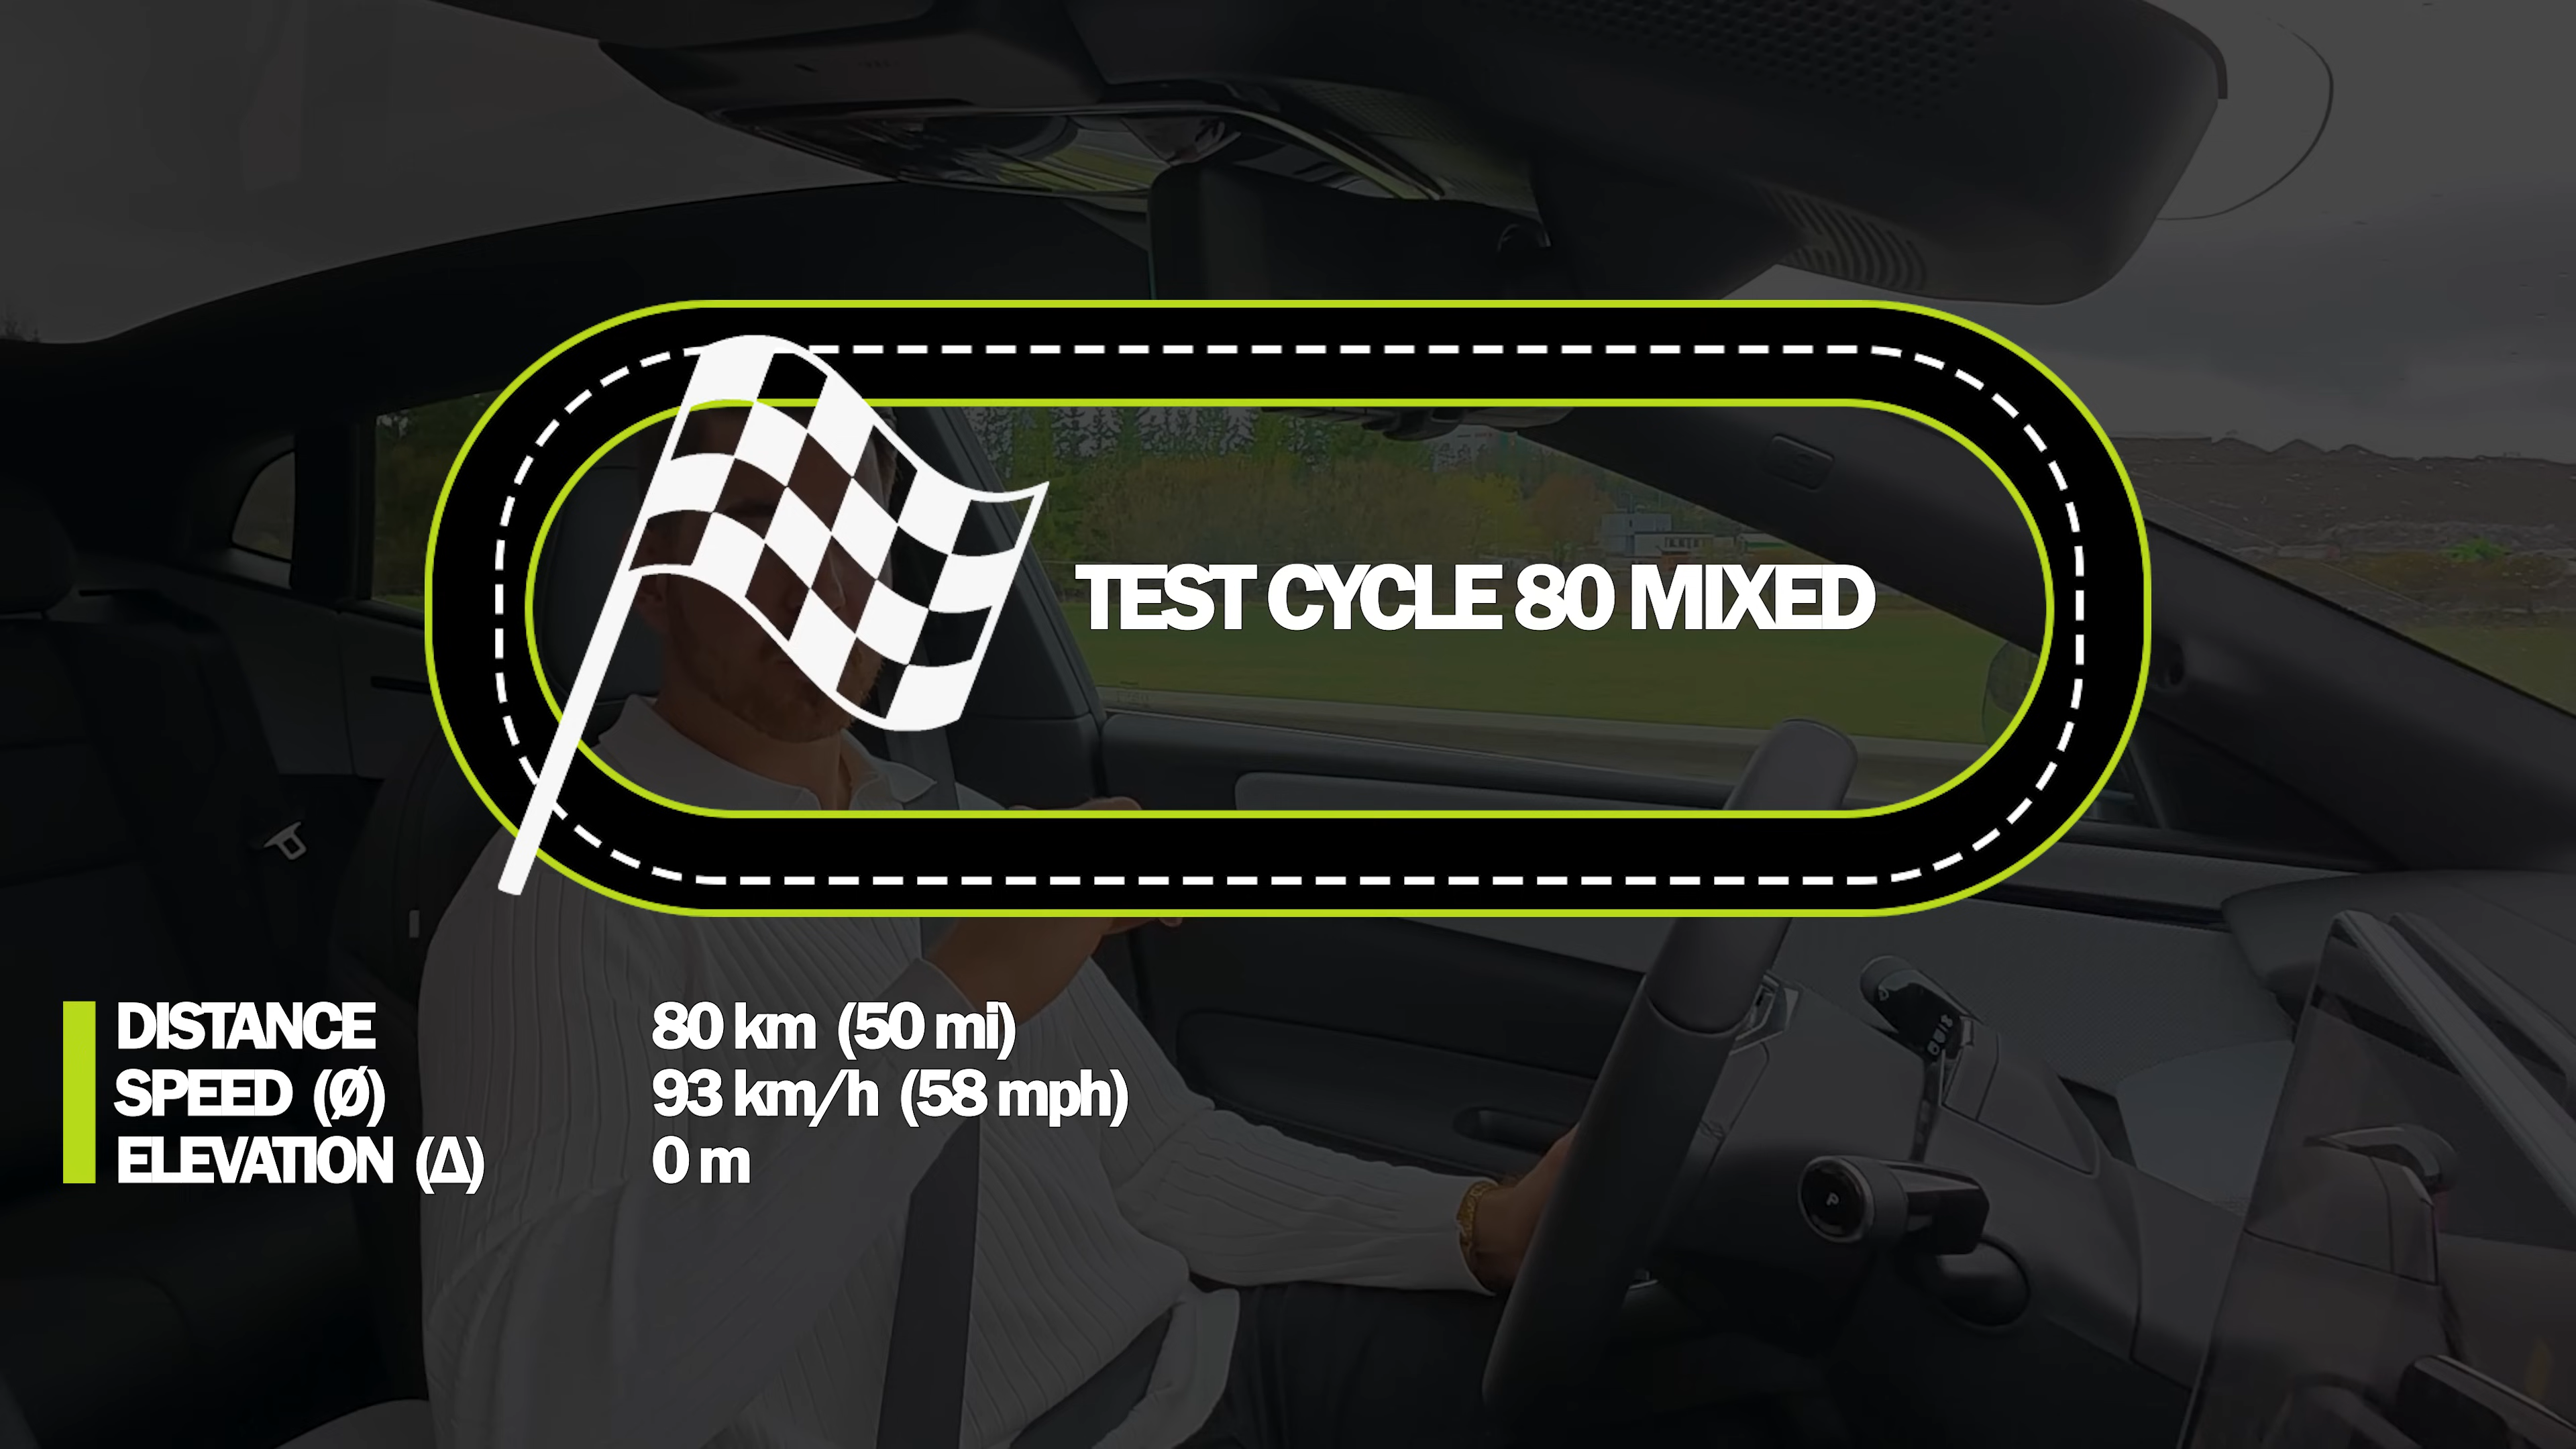 TEST CYCLE 80 MIXED
DISTANCE 80 km (50 mi)
SPEED (Ø) 93 km/h (58 mph)
ELEVATION (Δ) 0 m
P